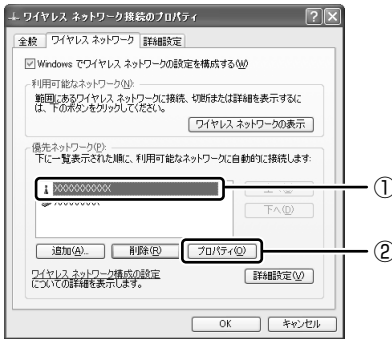 ワイヤレス ネットワーク接続のプロパティ
全般 ワイヤレス ネットワーク 詳細設定
Windows でワイヤレス ネットワークの設定を構成する(W)
利用可能なネットワーク(N):
範囲にあるワイヤレス ネットワークに接続、切断または詳細を表示するに
は、下のボタンをクリックしてください。
ワイヤレス ネットワークの表示
優先ネットワーク(P):
下に一覧表示された順に、利用可能なネットワークに自動的に接続します:
XXXXXXXXXX
①
下へ(D)
追加(A)... 削除(R) プロパティ(O)
②
ワイヤレス ネットワーク構成の設定
についての詳細を表示します。
詳細設定(V)
OK キャンセル